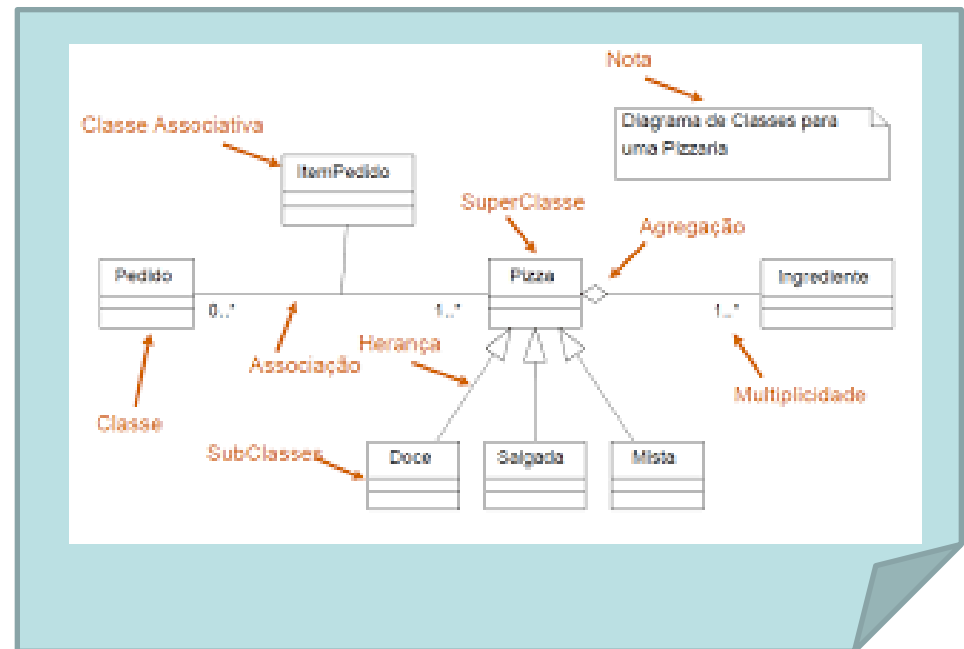 Nota
Diagrama de Classes para
uma Pizzaria
Classe Associativa
ItemPedido
SuperClasse
Agregação
Pedido
Pizza
Ingrediente
0..*
1..*
1..*
Herança
Associação
Multiplicidade
Classe
SubClasses
Doce
Salgada
Mista